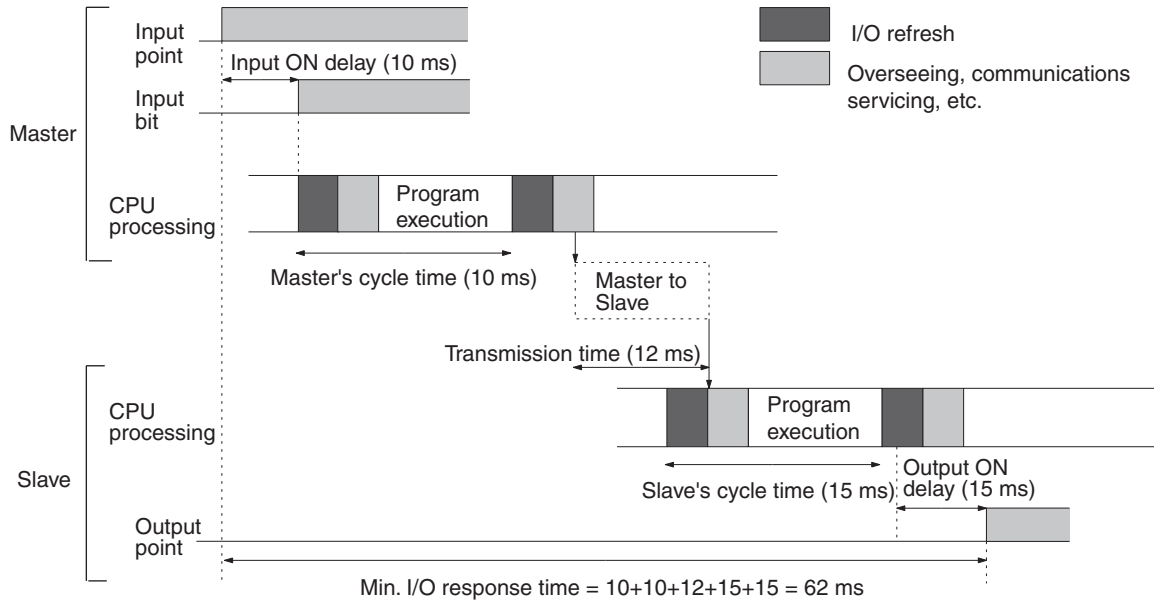 Input
point
Input ON delay (10 ms)
Input
bit
Master
CPU
processing
Program
execution
Master's cycle time (10 ms)
Master to
Slave
Transmission time (12 ms)
I/O refresh
Overseeing, communications
servicing, etc.
CPU
processing
Program
execution
Slave
Slave's cycle time (15 ms)
Output ON
delay (15 ms)
Output
point
Min. I/O response time = 10+10+12+15+15 = 62 ms